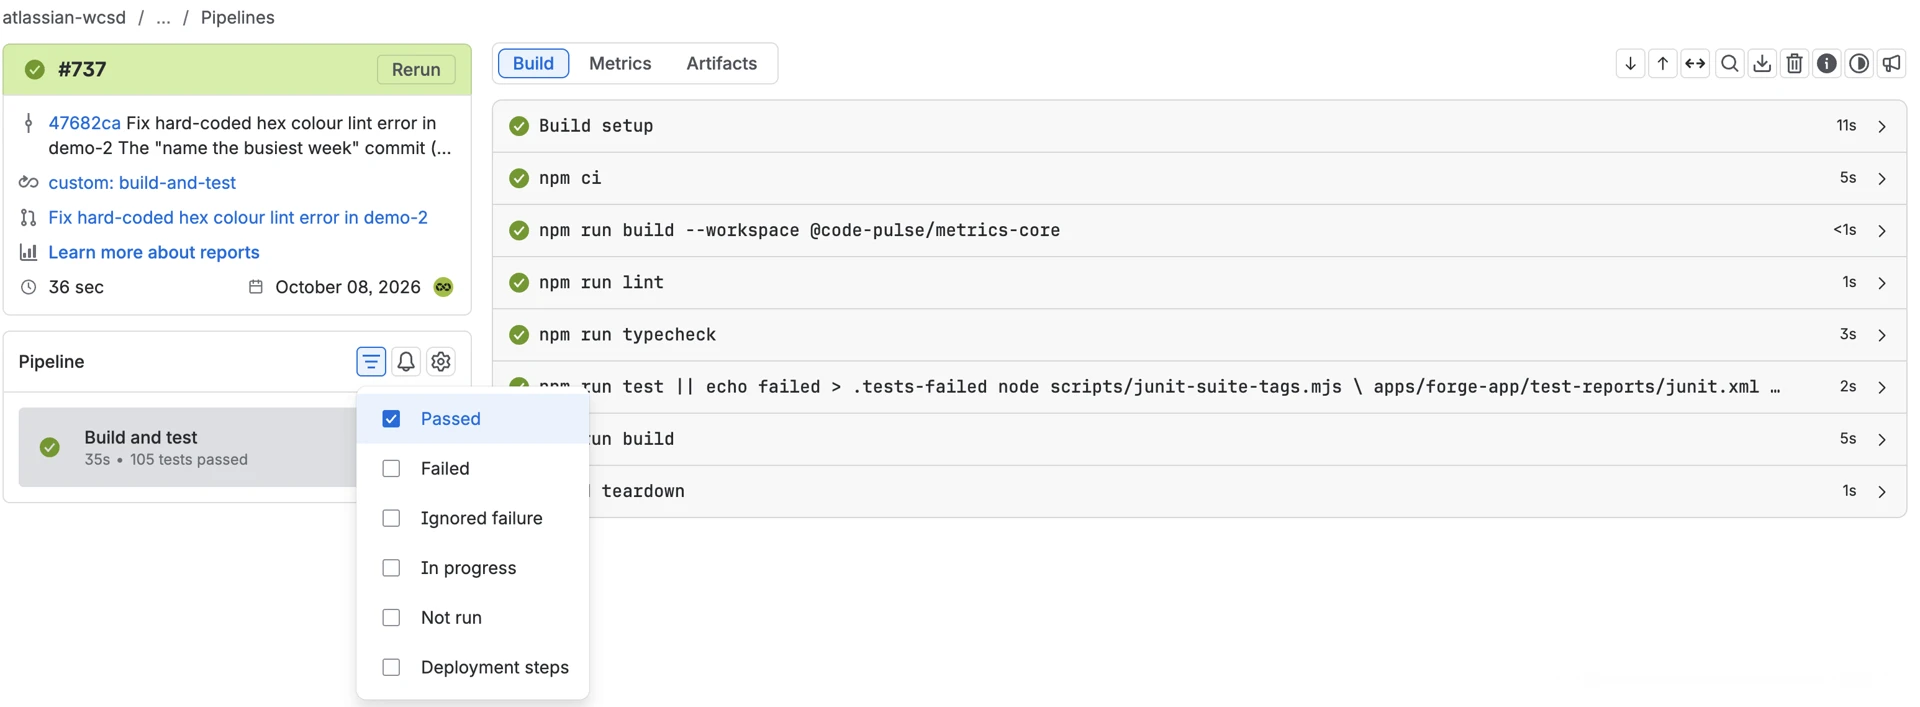 atlassian-wcsd / ... / Pipelines
#737
Rerun
47682ca Fix hard-coded hex colour lint error in
demo-2 The "name the busiest week" commit (...
custom: build-and-test
Fix hard-coded hex colour lint error in demo-2
Learn more about reports
36 sec
October 08, 2026
Pipeline
Build and test
35s • 105 tests passed
Passed
Failed
Ignored failure
In progress
Not run
Deployment steps
Build
Metrics
Artifacts
Build setup 11s
npm ci 5s
npm run build --workspace @code-pulse/metrics-core <1s
npm run lint 1s
npm run typecheck 3s
npm run test || echo failed > .tests-failed node scripts/junit-suite-tags.mjs \ apps/forge-app/test-reports/junit.xml … 2s
run build 5s
teardown 1s